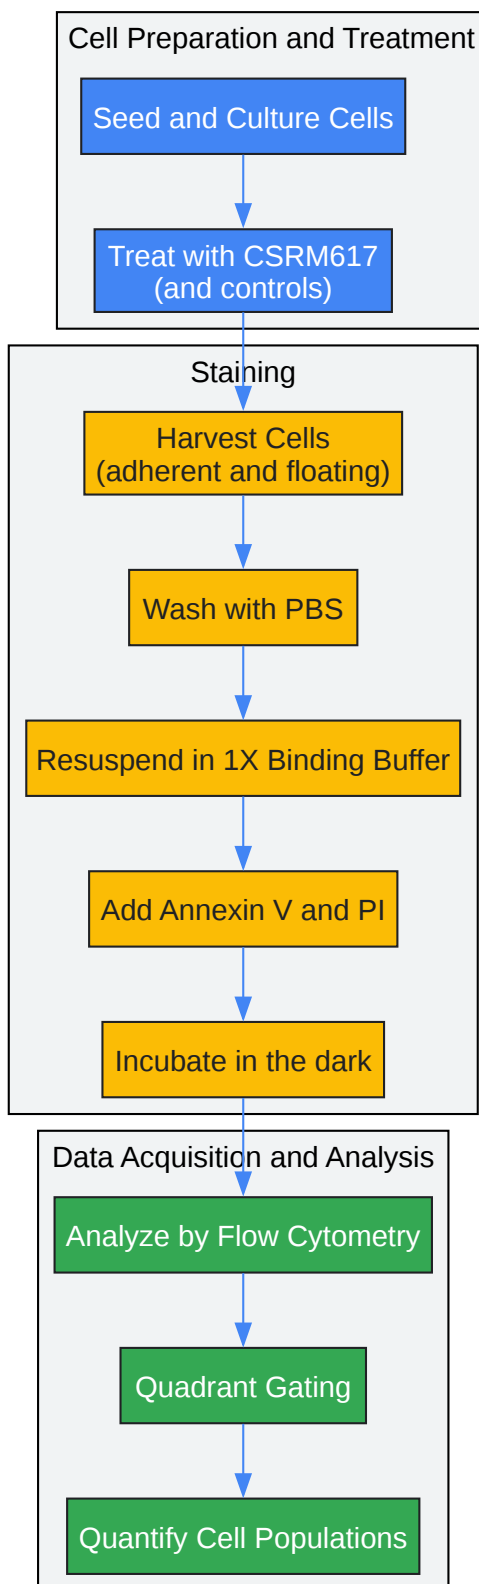 Cell Preparation and Treatment
Seed and Culture Cells
Treat with CSRM617
(and controls)
Staining
Harvest Cells
(adherent and floating)
Wash with PBS
Resuspend in 1X Binding Buffer
Add Annexin V and PI
Incubate in the dark
Data Acquisition and Analysis
Analyze by Flow Cytometry
Quadrant Gating
Quantify Cell Populations